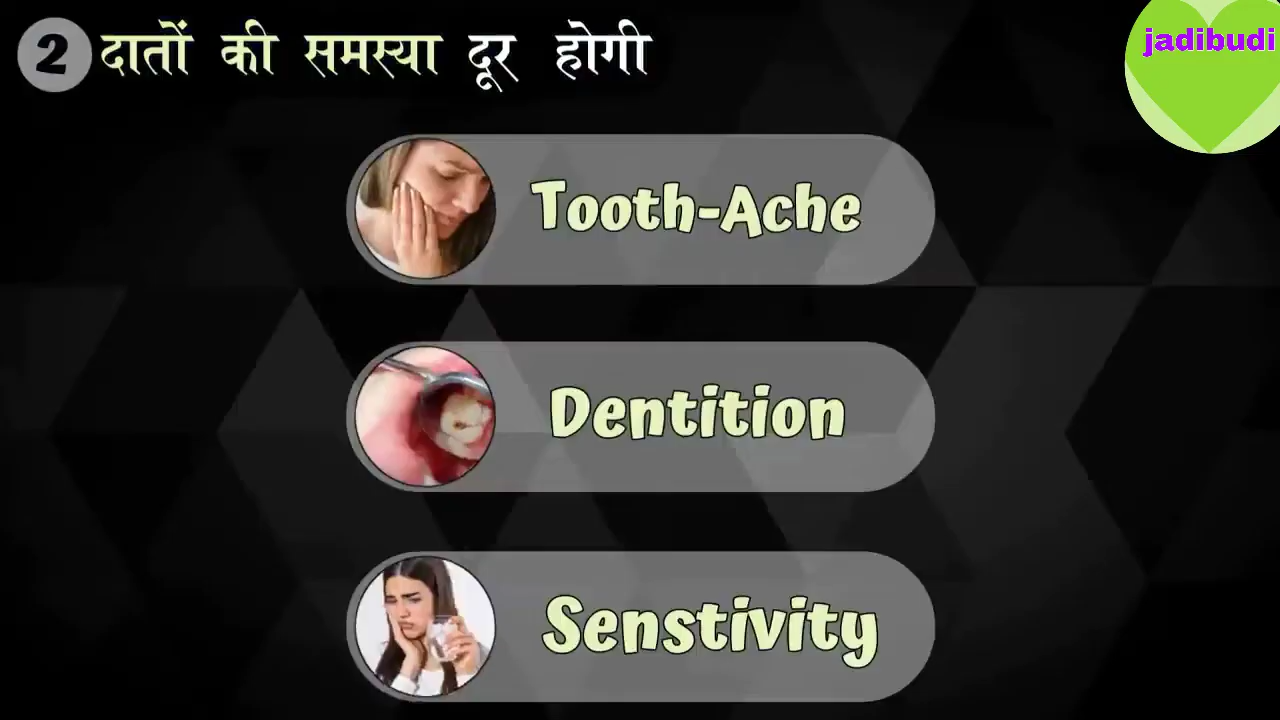 2 दातों की समस्या दूर होगी
jadibudi
Tooth-Ache
Dentition
Senstivity